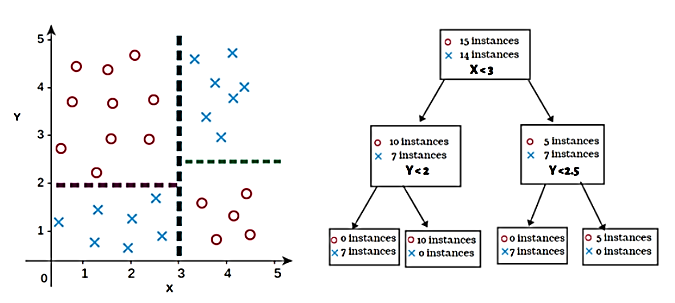 5
4
3
2
1
0
Y
1 2 3 4 5
X
15 instances
14 instances
X<3
10 instances
7 instances
Y<2
5 instances
7 instances
Y<2.5
0 instances
7 instances
10 instances
0 instances
0 instances
7 instances
5 instances
0 instances